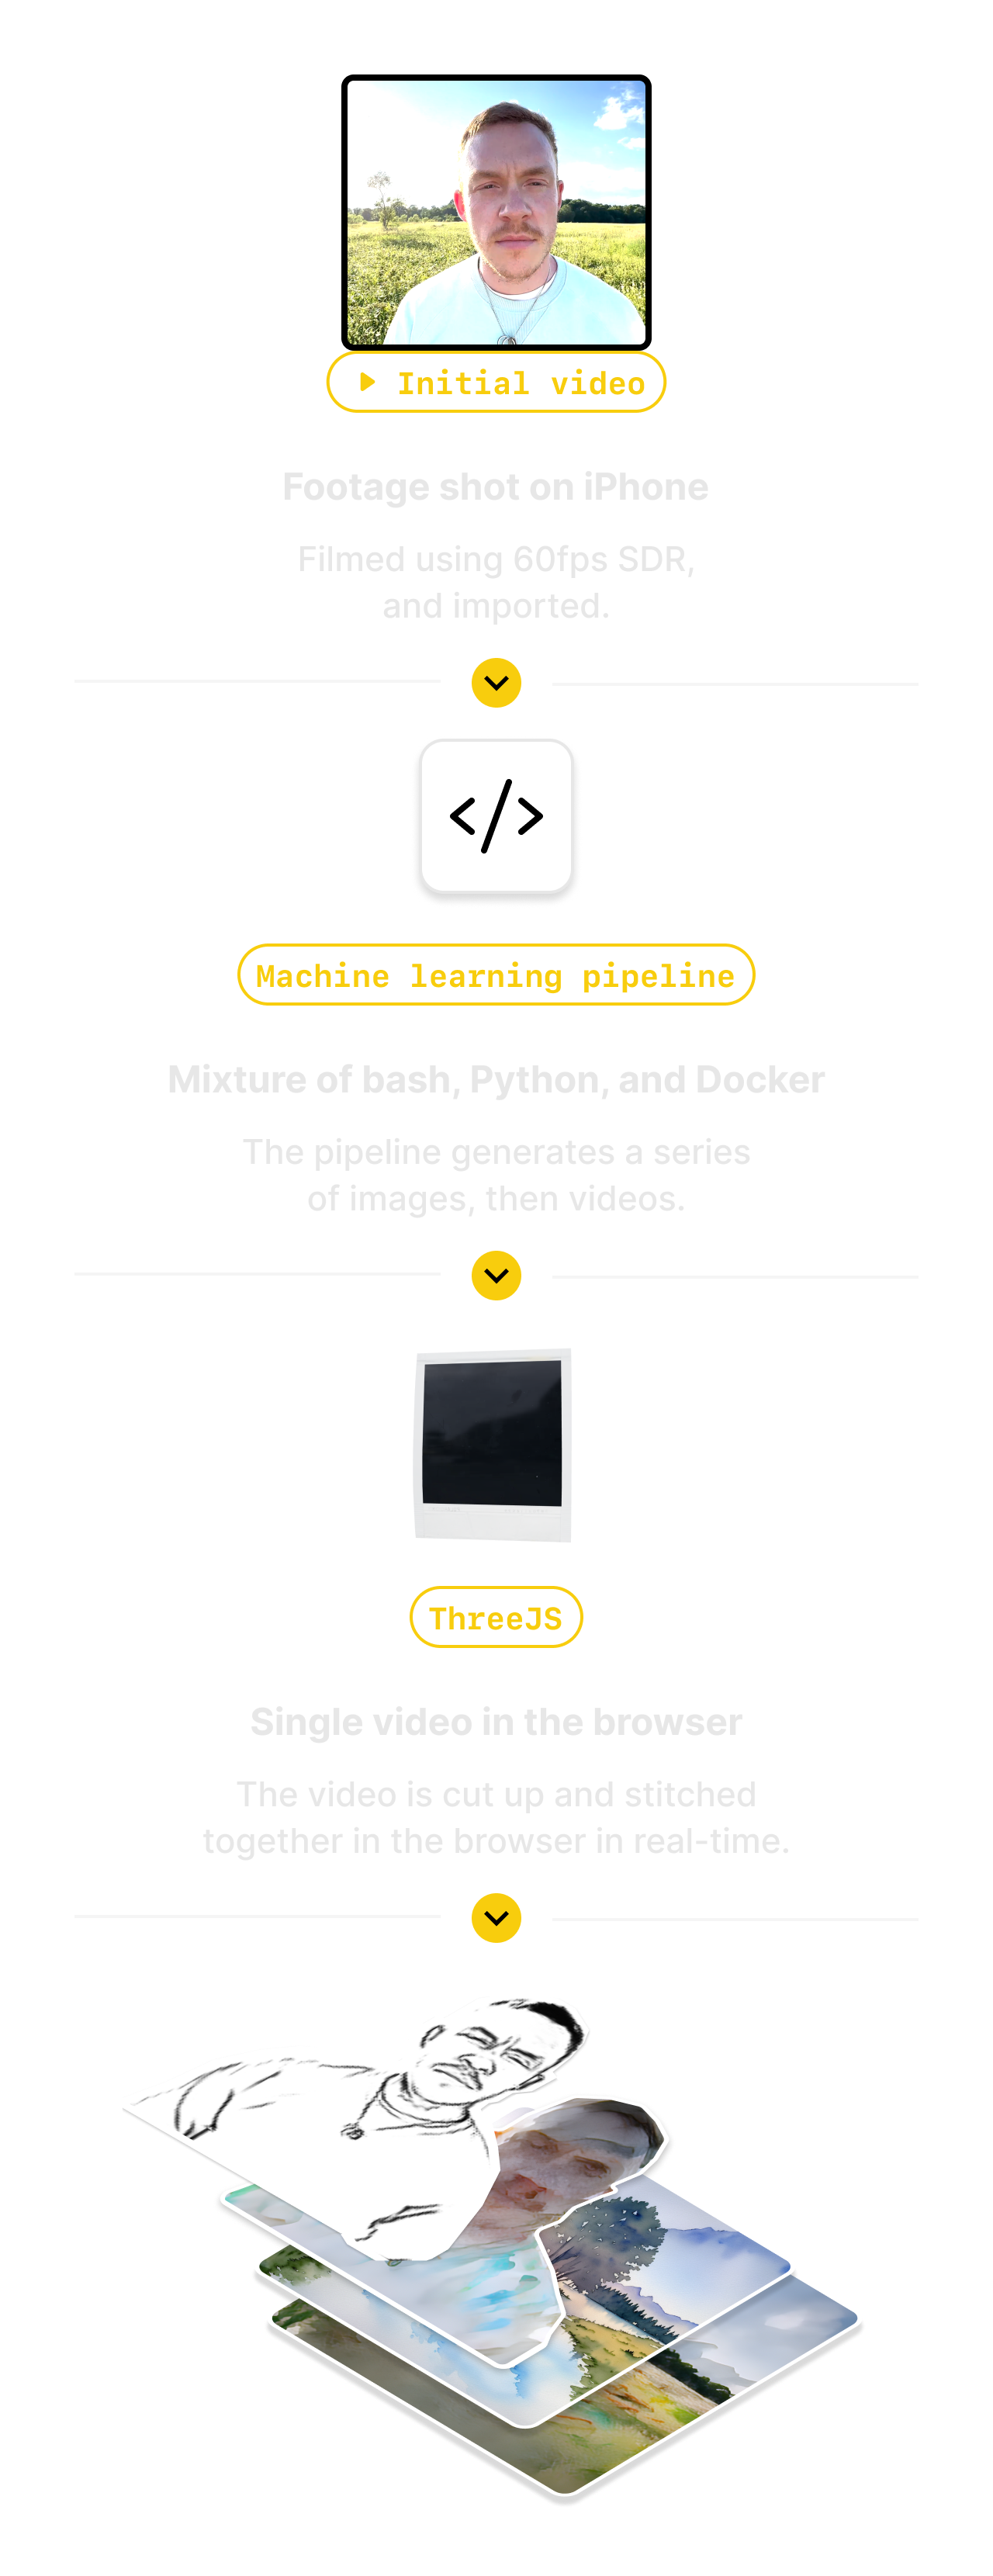 Initial video
Footage shot on iPhone
Filmed using 60fps SDR,
and imported.
</>
Machine learning pipeline
Mixture of bash, Python, and Docker
The pipeline generates a series
of images, then videos.
ThreeJS
Single video in the browser
The video is cut up and stitched
together in the browser in real-time.